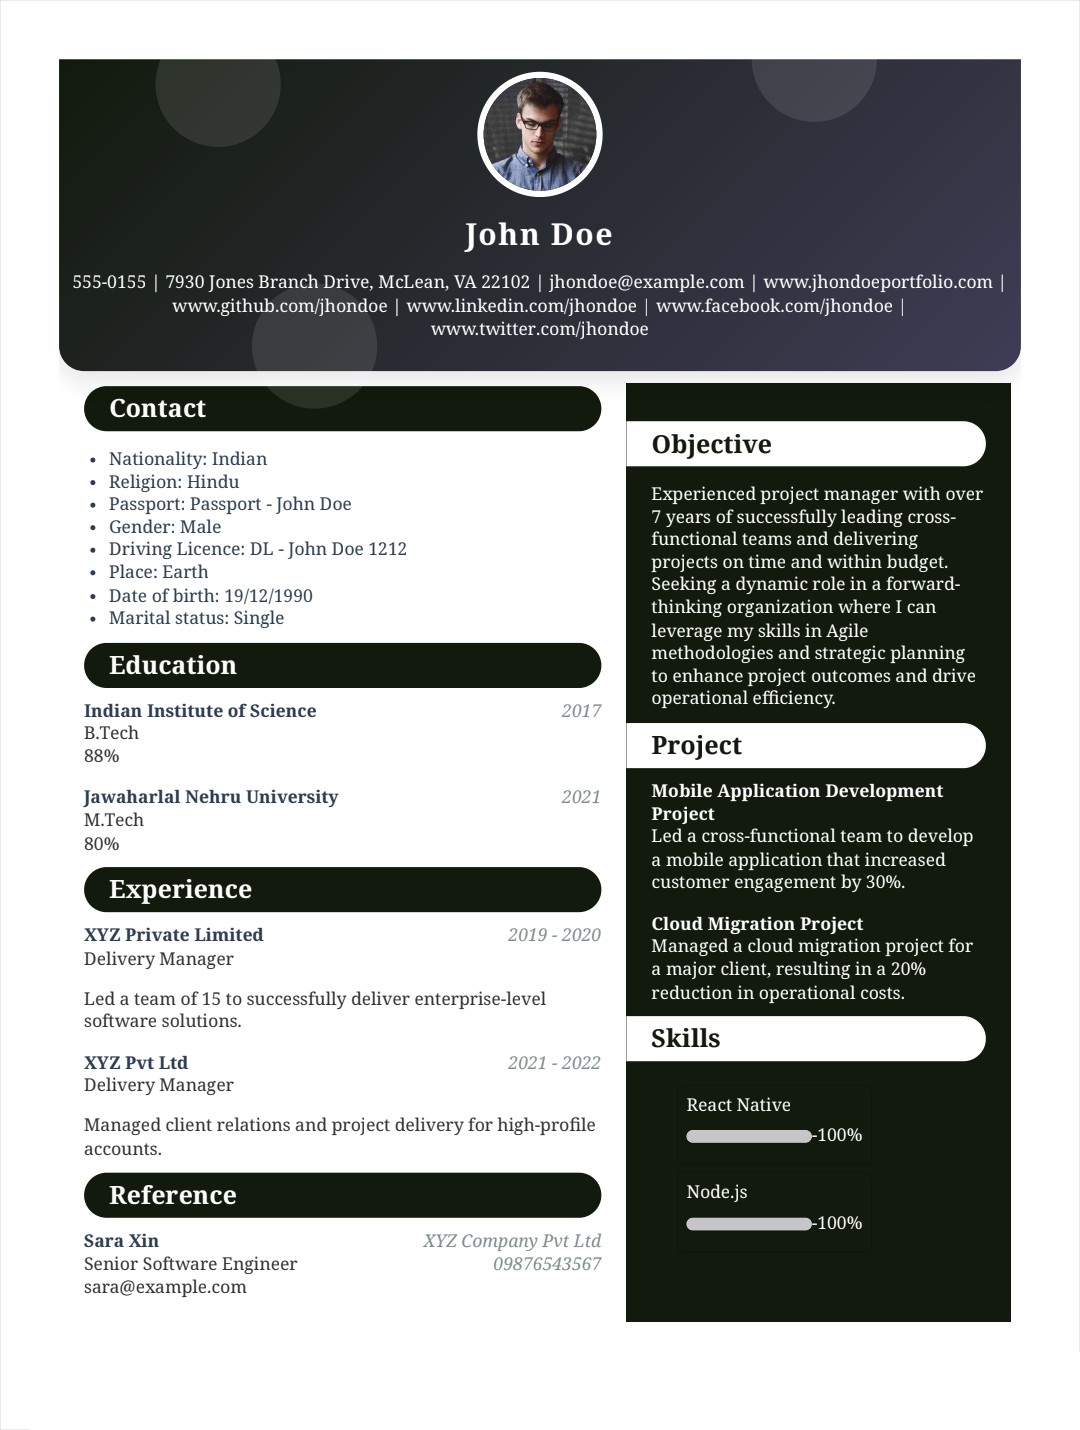 John Doe
555-0155 | 7930 Jones Branch Drive, McLean, VA 22102 | jhondoe@example.com | www.jhondoeportfolio.com |
www.github.com/jhondoe | www.linkedin.com/jhondoe | www.facebook.com/jhondoe |
www.twitter.com/jhondoe
Contact
• Nationality: Indian
• Religion: Hindu
• Passport: Passport - John Doe
• Gender: Male
• Driving Licence: DL - John Doe 1212
• Place: Earth
• Date of birth: 19/12/1990
• Marital status: Single
Education
Indian Institute of Science 2017
B.Tech
88%
Jawaharlal Nehru University 2021
M.Tech
80%
Experience
XYZ Private Limited 2019 - 2020
Delivery Manager
Led a team of 15 to successfully deliver enterprise-level
software solutions.
XYZ Pvt Ltd 2021 - 2022
Delivery Manager
Managed client relations and project delivery for high-profile
accounts.
Reference
Sara Xin XYZ Company Pvt Ltd
Senior Software Engineer 09876543567
sara@example.com
Objective
Experienced project manager with over
7 years of successfully leading cross-
functional teams and delivering
projects on time and within budget.
Seeking a dynamic role in a forward-
thinking organization where I can
leverage my skills in Agile
methodologies and strategic planning
to enhance project outcomes and drive
operational efficiency.
Project
Mobile Application Development
Project
Led a cross-functional team to develop
a mobile application that increased
customer engagement by 30%.
Cloud Migration Project
Managed a cloud migration project for
a major client, resulting in a 20%
reduction in operational costs.
Skills
React Native
-100%
Node.js
-100%